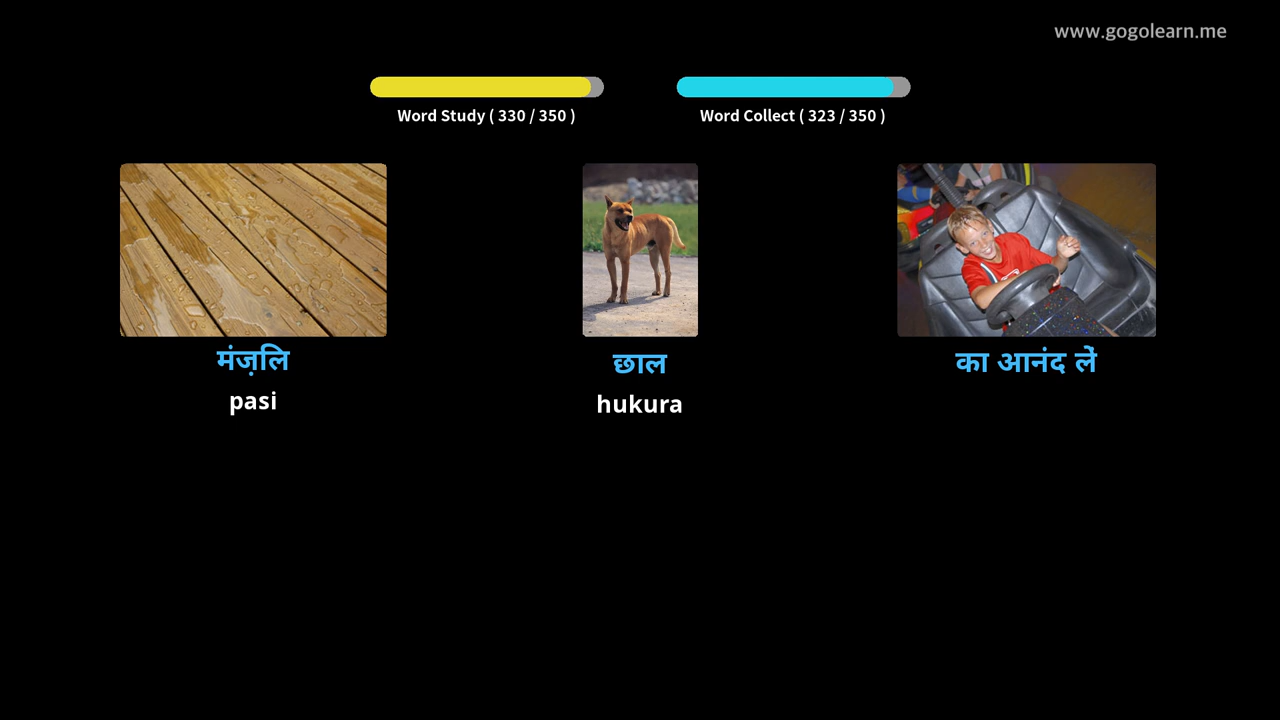 www.gogolearn.me
Word Study ( 330 / 350 )
Word Collect ( 323 / 350 )
मंज़लि
pasi
छाल
hukura
का आनंद लें